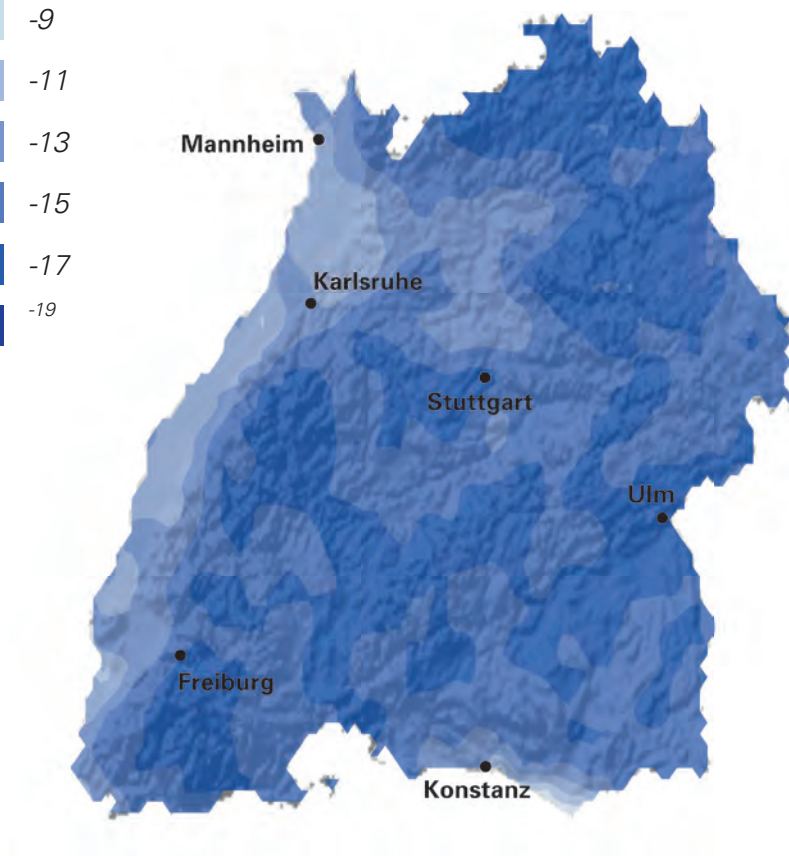 -9
-11
-13
-15
-17
-19
Mannheim
Karlsruhe
Stuttgart
Ulm
Freiburg
Konstanz